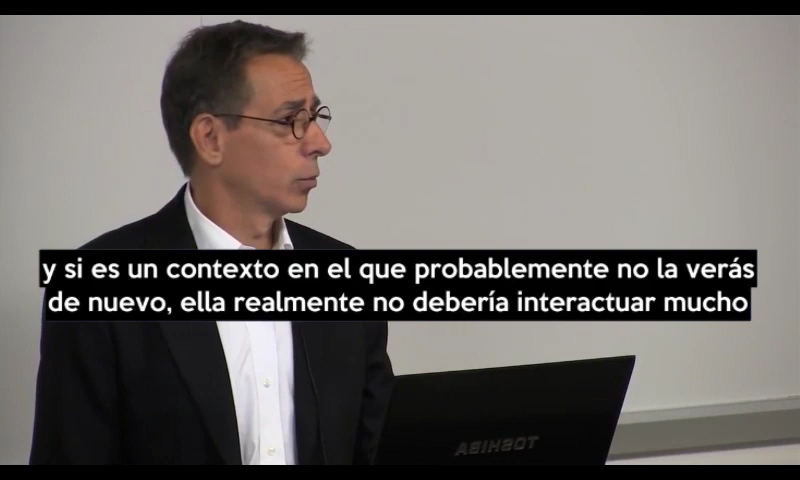 y si es un contexto en el que probablemente no la verás
de nuevo, ella realmente no debería interactuar mucho
TOSHIBA